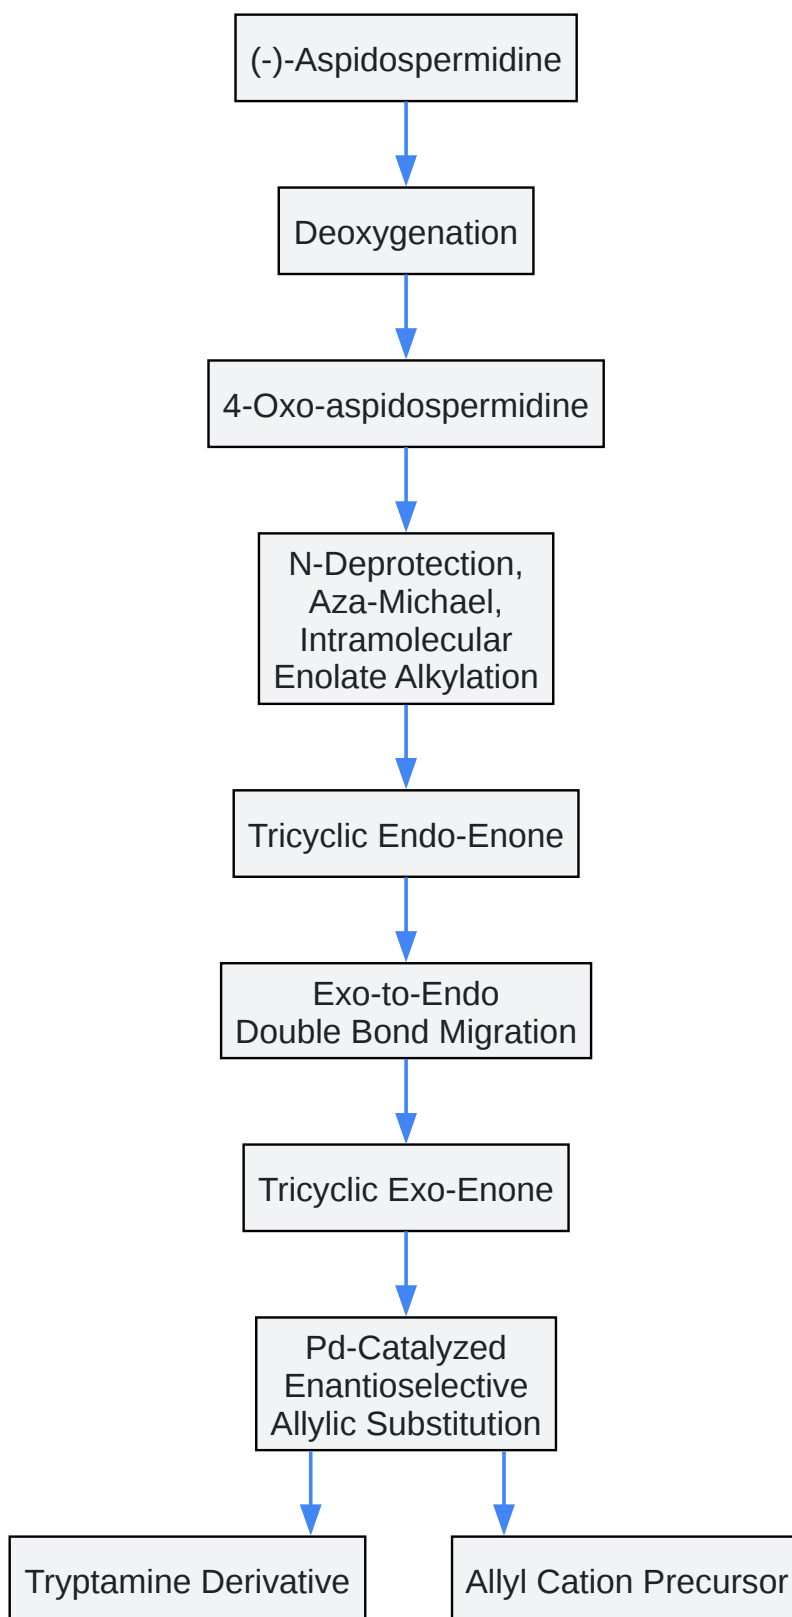 (-)-Aspidospermidine
Deoxygenation
4-Oxo-aspidospermidine
N-Deprotection,
Aza-Michael,
Intramolecular
Enolate Alkylation
Tricyclic Endo-Enone
Exo-to-Endo
Double Bond Migration
Tricyclic Exo-Enone
Pd-Catalyzed
Enantioselective
Allylic Substitution
Tryptamine Derivative
Allyl Cation Precursor